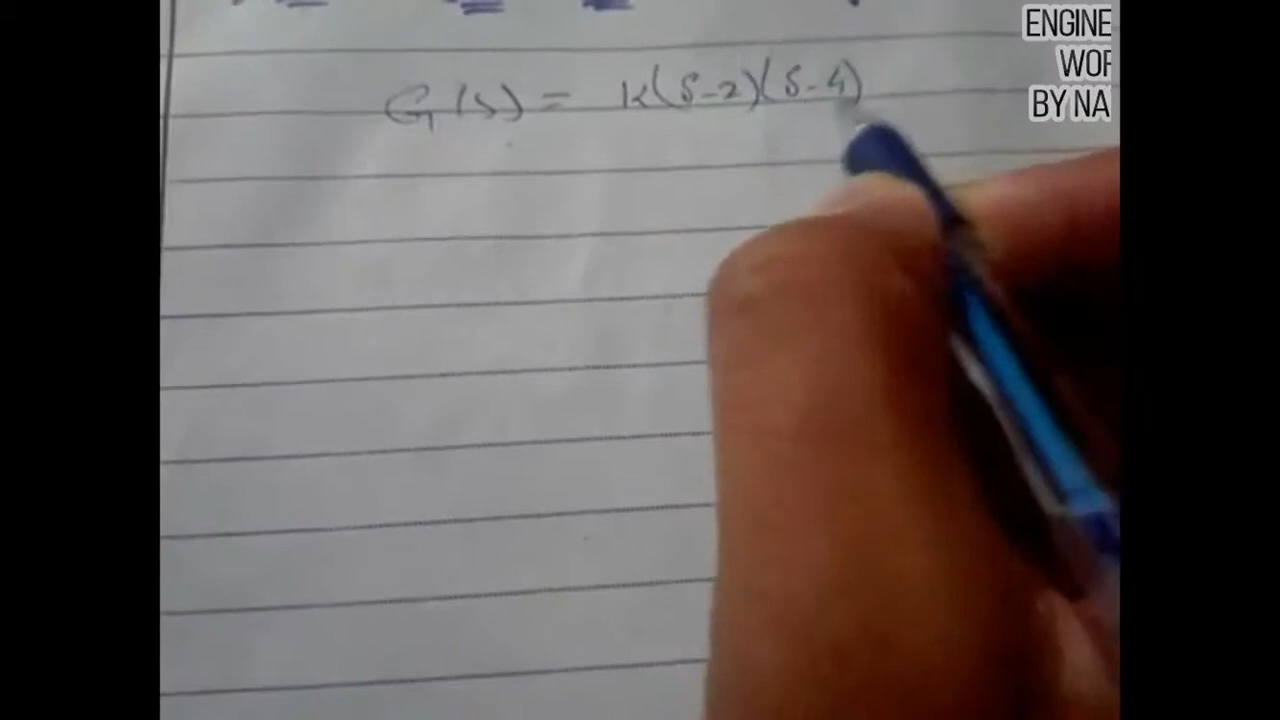 ENGINE
WOR
BY NA
G(s) = K(s-2)(s-4)